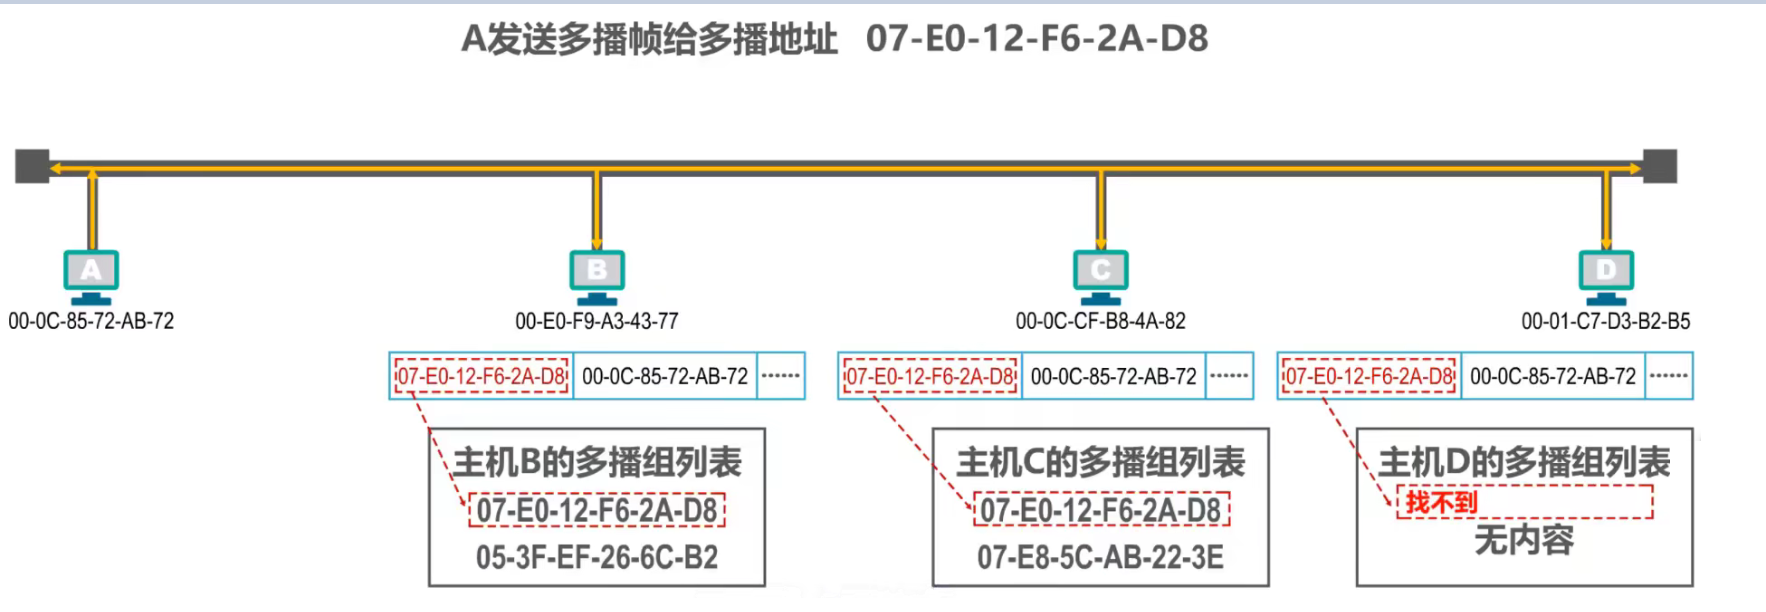 A发送多播帧给多播地址 07-E0-12-F6-2A-D8
A
B
C
D
00-0C-85-72-AB-72
00-E0-F9-A3-43-77
00-0C-CF-B8-4A-82
00-01-C7-D3-B2-B5
07-E0-12-F6-2A-D8 00-0C-85-72-AB-72 ······
07-E0-12-F6-2A-D8 00-0C-85-72-AB-72 ······
07-E0-12-F6-2A-D8 00-0C-85-72-AB-72 ······
主机B的多播组列表
07-E0-12-F6-2A-D8
05-3F-EF-26-6C-B2
主机C的多播组列表
07-E0-12-F6-2A-D8
07-E8-5C-AB-22-3E
主机D的多播组列表
找不到
无内容